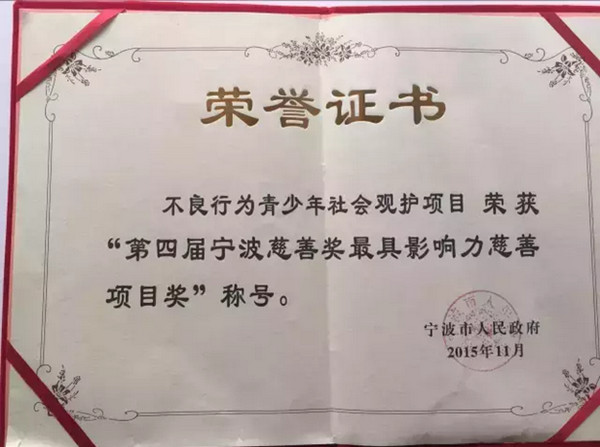 荣誉证书
不良行为青少年社会观护项目 荣获
“第四届宁波慈善奖最具影响力慈善
项目奖”称号。
宁波市人民政府
2015年11月